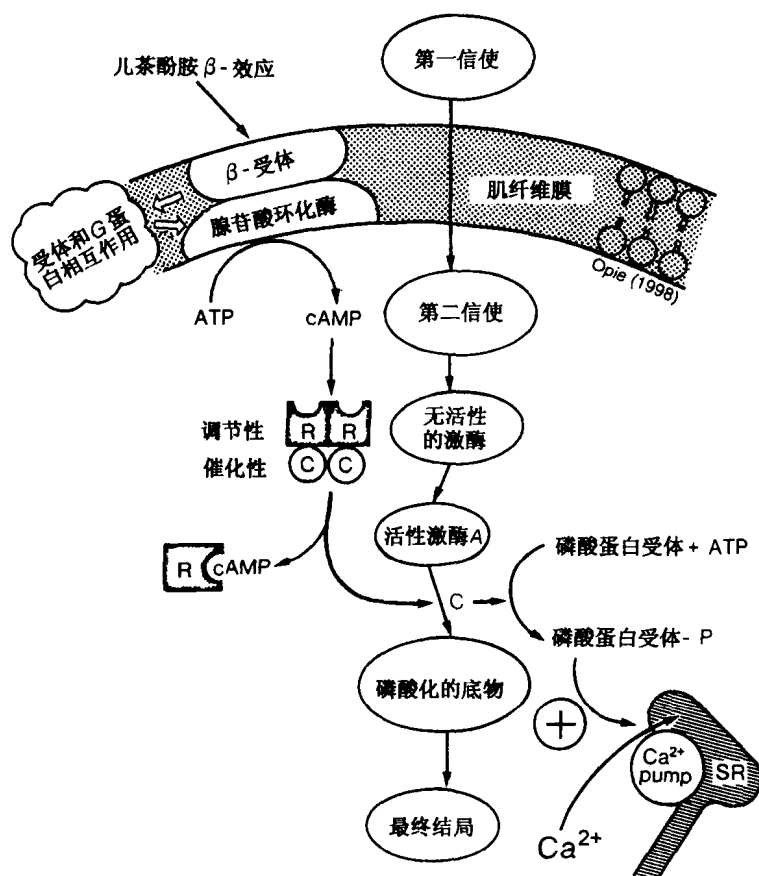 第一信使
儿茶酚胺β-效应
β-受体
肌纤维膜
腺苷酸环化酶
受体和G蛋
白相互作用
Opie (1998)
ATP
cAMP
第二信使
调节性
R R
无活性
的激酶
催化性
C C
活性激酶A
R cAMP
C
磷酸蛋白受体+ ATP
磷酸蛋白受体- P
磷酸化的底物
+
Ca2+
pump
SR
最终结局
Ca2+